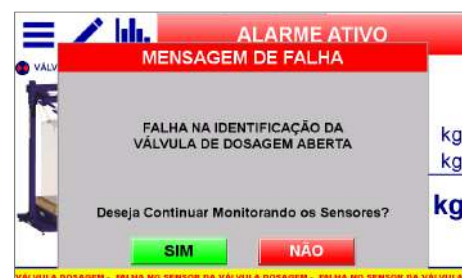 ALARME ATIVO
MENSAGEM DE FALHA
VÁLV
FALHA NA IDENTIFICAÇÃO DA
VÁLVULA DE DOSAGEM ABERTA
kg
kg
kg
Deseja Continuar Monitorando os Sensores?
SIM
NÃO
VÁLVULA DOSAGEM - FALHA NO SENSOR DA VÁLVULA DOSAGEM - FALHA NO SENSOR DA VÁLVULA